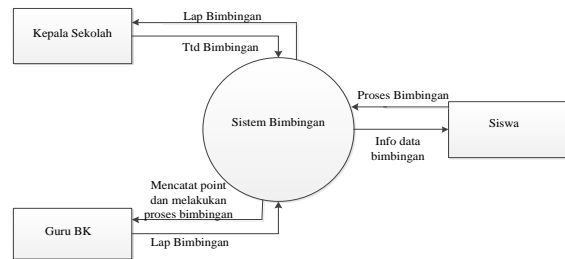 Lap Bimbingan
Kepala Sekolah
Ttd Bimbingan
Proses Bimbingan
Sistem Bimbingan
Siswa
Info data
bimbingan
Mencatat point
dan melakukan
proses bimbingan
Guru BK
Lap Bimbingan